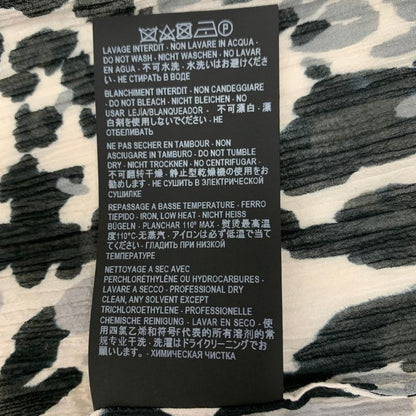 LAVAGE INTERDIT - NON LAVARE IN ACQUA -
DO NOT WASH - NICHT WASCHEN - NO LAVAR
EN AGUA - 不可水洗 - 水洗いはお避けくださ
い - НЕ СТИРАТЬ В ВОДЕ
BLANCHIMENT INTERDIT - NON CANDEGGIARE
- DO NOT BLEACH - NICHT BLEICHEN - NO
USAR LEJIA/BLANQUEADOR - 不可漂白 - 漂
白剤を使用しないでください - НЕ
ОТБЕЛИВАТЬ
NE PAS SECHER EN TAMBOUR - NON
ASCIUGARE IN TAMBURO - DO NOT TUMBLE
DRY - NICHT TROCKNEN - NO CENTRIFUGAR -
不可翻转干燥 - 静止型乾燥機の使用をお
勧めします - НЕ СУШИТЬ В ЭЛЕКТРИЧЕСКОЙ
СУШИЛКЕ
REPASSAGE A BASSE TEMPERATURE - FERRO
TIEPIDO - IRON, LOW HEAT - NICHT HEISS
BÜGELN - PLANCHAR 110° MAX - 熨烫最高温
度110°C-无蒸汽 - アイロンは必ず低温で当て
てください - ГЛАДИТЬ ПРИ НИЗКОЙ
ТЕМПЕРАТУРЕ
NETTOYAGE A SEC AVEC
PERCHLORÉTHYLÈNE OU HYDROCARBURES -
LAVARE A SECCO - PROFESSIONAL DRY
CLEAN, ANY SOLVENT EXCEPT
TRICHLOROETHYLENE - PROFESSIONELLE
CHEMISCHE REINIGUNG - LAVAR EN SECO - 使
用四氯乙烯和符号f代表的所有溶剂常规
干洗 - 洗濯はドライクリーニングでお願
い致します - ХИМИЧЕСКАЯ ЧИСТКА